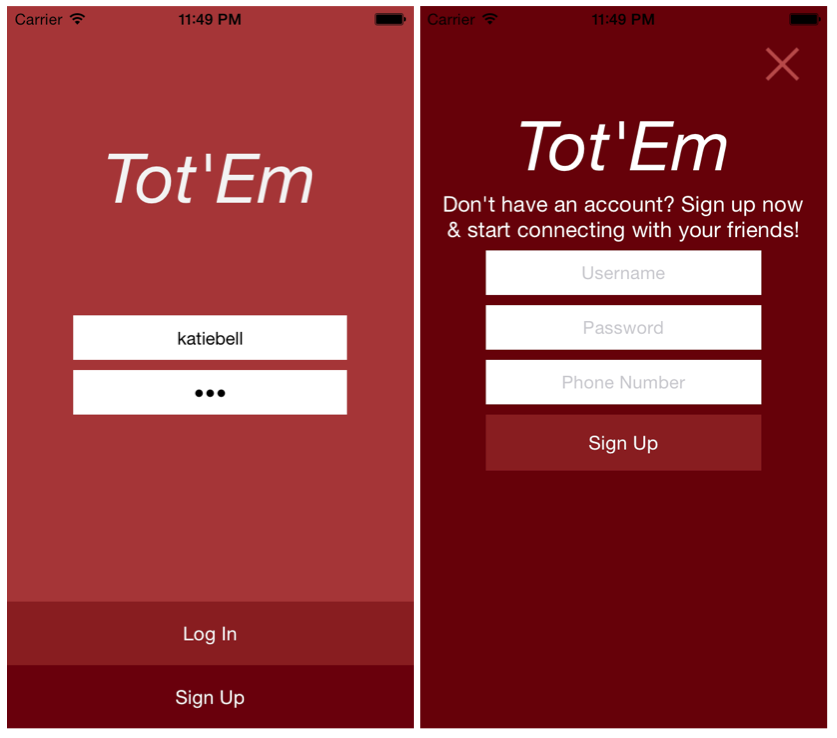 Carrier 11:49 PM
Tot'Em
katiebell
•••
Log In
Sign Up
Carrier 11:49 PM
Tot'Em
Don't have an account? Sign up now
& start connecting with your friends!
Username
Password
Phone Number
Sign Up